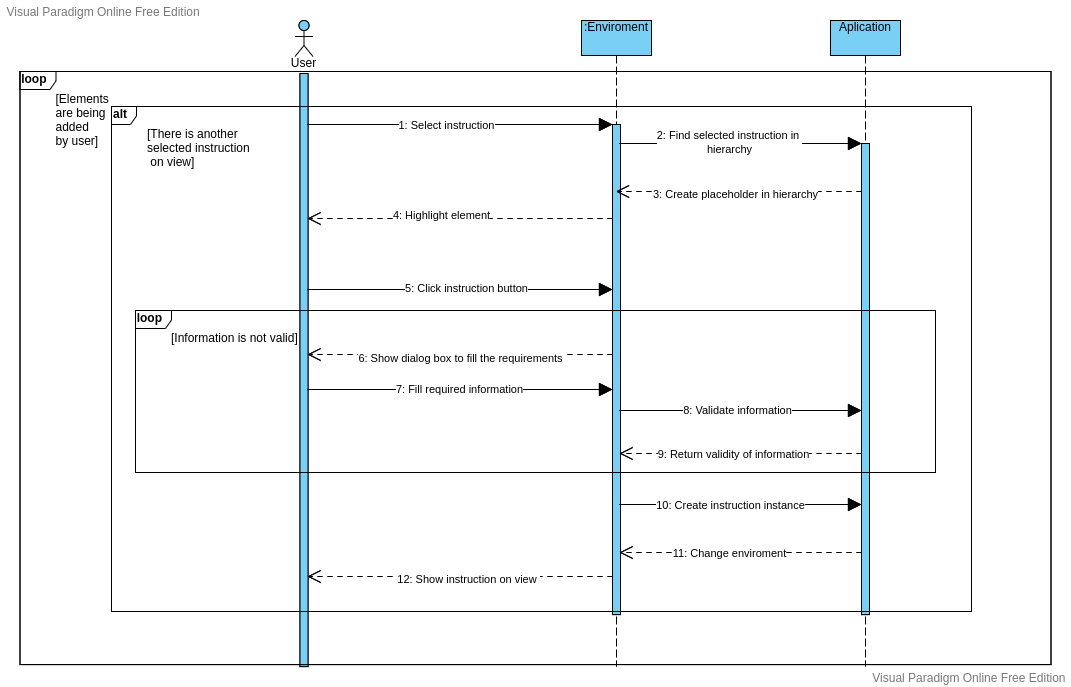 Visual Paradigm Online Free Edition
:Enviroment
Aplication
User
loop
[Elements
are being
added
by user]
alt
[There is another
selected instruction
on view]
1: Select instruction
2: Find selected instruction in
hierarchy
3: Create placeholder in hierarchy
4: Highlight element
5: Click instruction button
loop
[Information is not valid]
6: Show dialog box to fill the requirements
7: Fill required information
8: Validate information
9: Return validity of information
10: Create instruction instance
11: Change enviroment
12: Show instruction on view
Visual Paradigm Online Free Edition